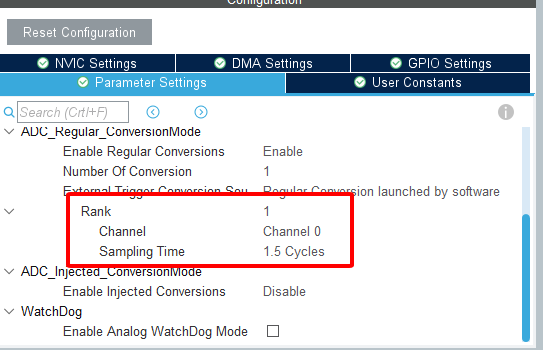 Configuration
Reset Configuration
NVIC Settings DMA Settings GPIO Settings
Parameter Settings User Constants
Search (Crtl+F)
ADC_Regular_ConversionMode
Enable Regular Conversions Enable
Number Of Conversion 1
External Trigger Conversion Sou... Regular Conversion launched by software
Rank 1
Channel Channel 0
Sampling Time 1.5 Cycles
ADC_Injected_ConversionMode
Enable Injected Conversions Disable
WatchDog
Enable Analog WatchDog Mode